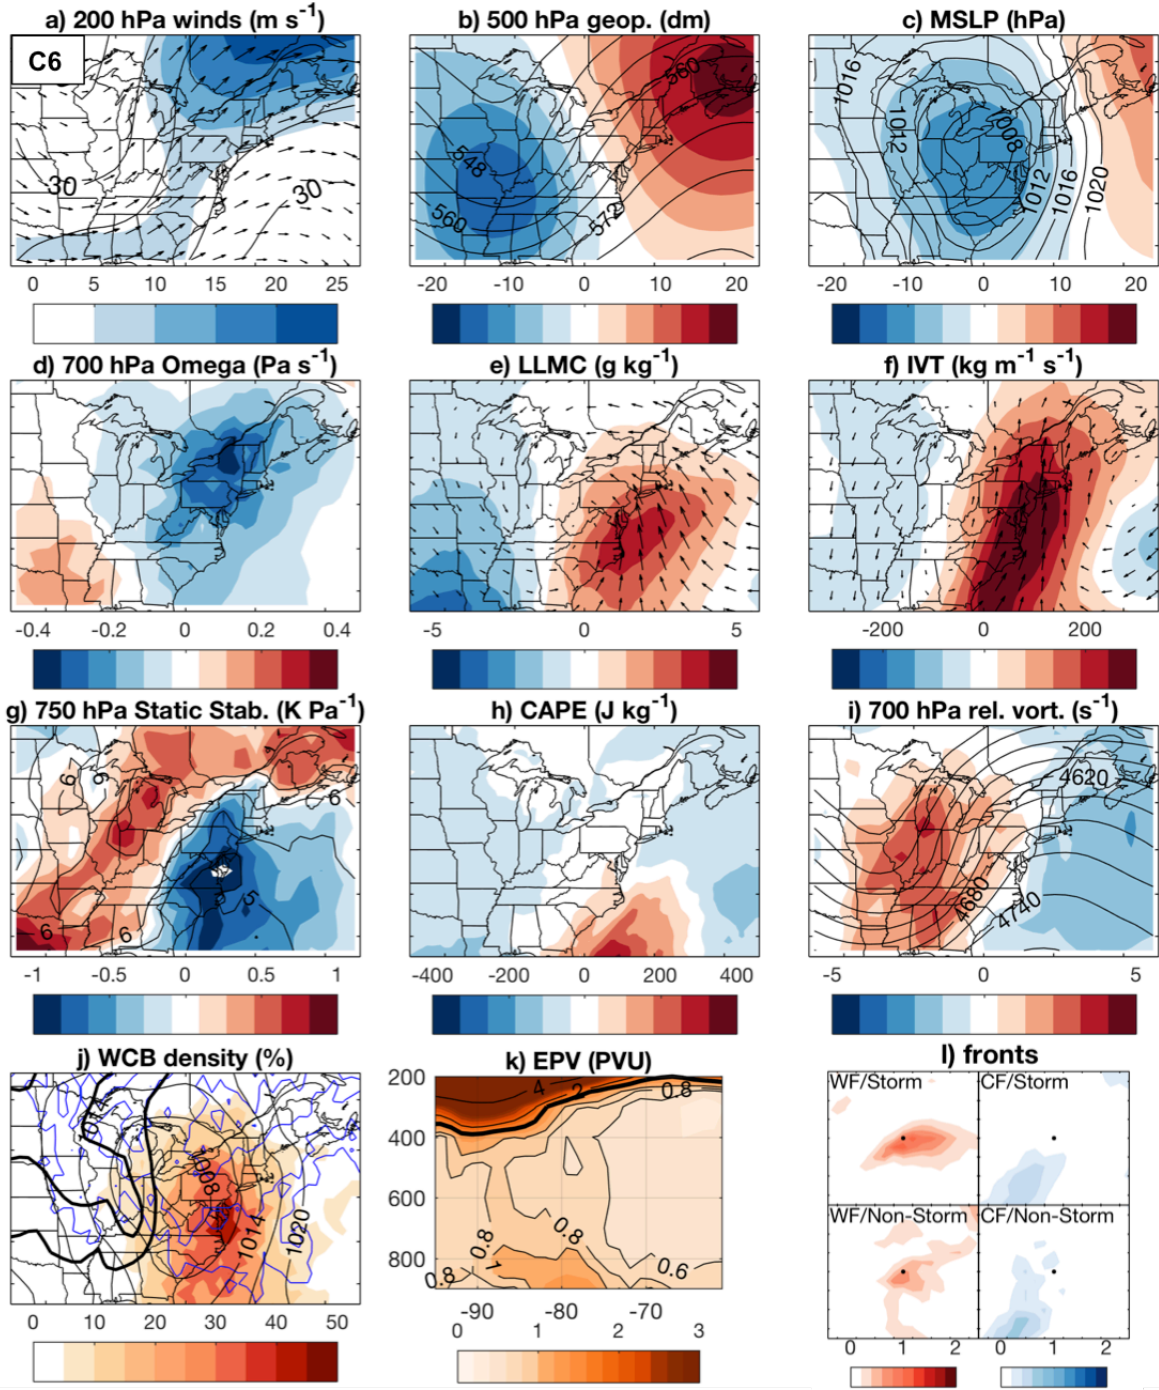 a) 200 hPa winds (m s⁻¹)
b) 500 hPa geop. (dm)
c) MSLP (hPa)
C6
30
30
560
548
560
572
1016
1012
1008
1012
1016
1020
0 5 10 15 20 25
-20 -10 0 10 20
-20 -10 0 10 20
d) 700 hPa Omega (Pa s⁻¹)
e) LLMC (g kg⁻¹)
f) IVT (kg m⁻¹ s⁻¹)
-0.4 -0.2 0 0.2 0.4
-5 0 5
-200 0 200
g) 750 hPa Static Stab. (K Pa⁻¹)
h) CAPE (J kg⁻¹)
i) 700 hPa rel. vort. (s⁻¹)
6
6
6
5
6
6
4620
4680
4740
-1 -0.5 0 0.5 1
-400 -200 0 200 400
-5 0 5
j) WCB density (%)
k) EPV (PVU)
l) fronts
1014
1008
1014
1020
200
400
600
800
4
2
0.8
0.8
0.8
0.8
1
0.6
-90 -80 -70
WF/Storm
CF/Storm
WF/Non-Storm
CF/Non-Storm
0 10 20 30 40 50
0 1 2 3
0 1 2
0 1 2